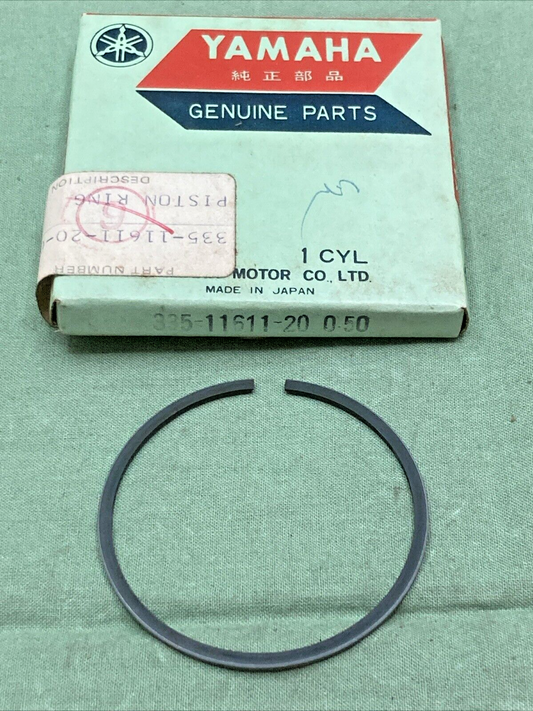 YAMAHA
純正部品
GENUINE PARTS
DESCRIPTION
PISTON RING
335-11611-20-
PART NUMBER
1 CYL
MOTOR CO., LTD.
MADE IN JAPAN
335-11611-20 0.50